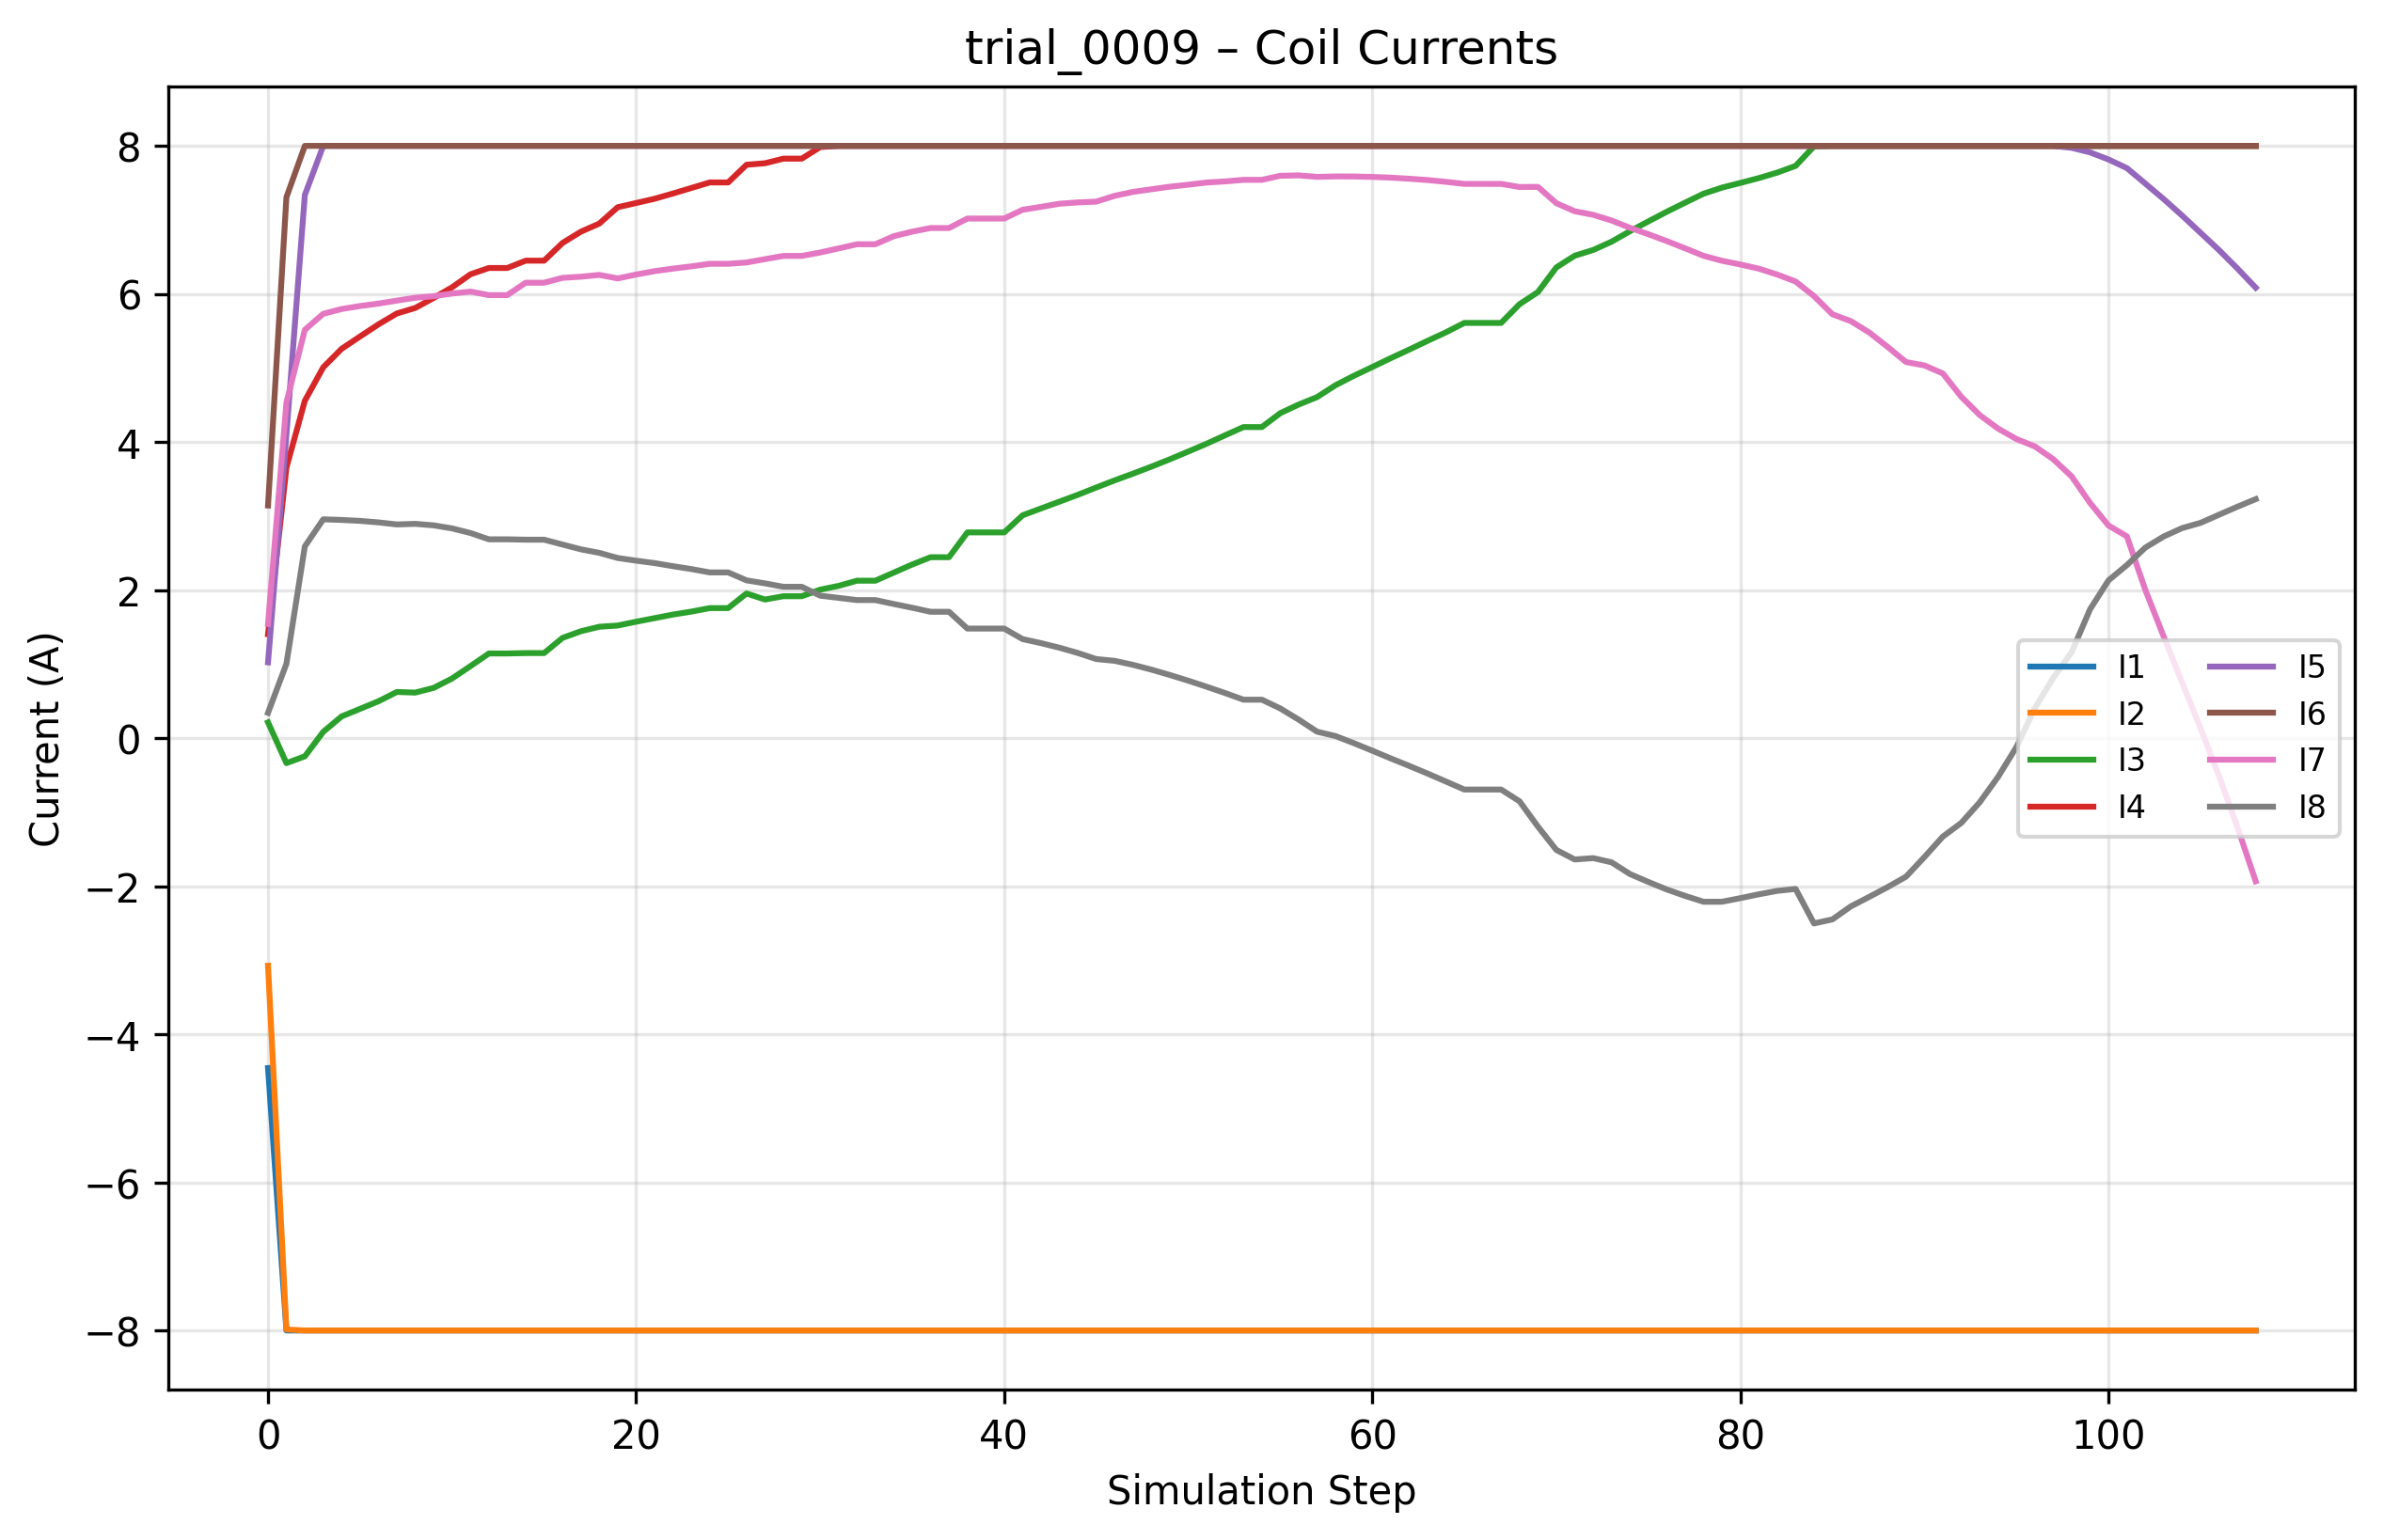 trial_0009 – Coil Currents
Current (A)
8
6
4
2
0
−2
−4
−6
−8
I1
I2
I3
I4
I5
I6
I7
I8
0
20
40
60
80
100
Simulation Step